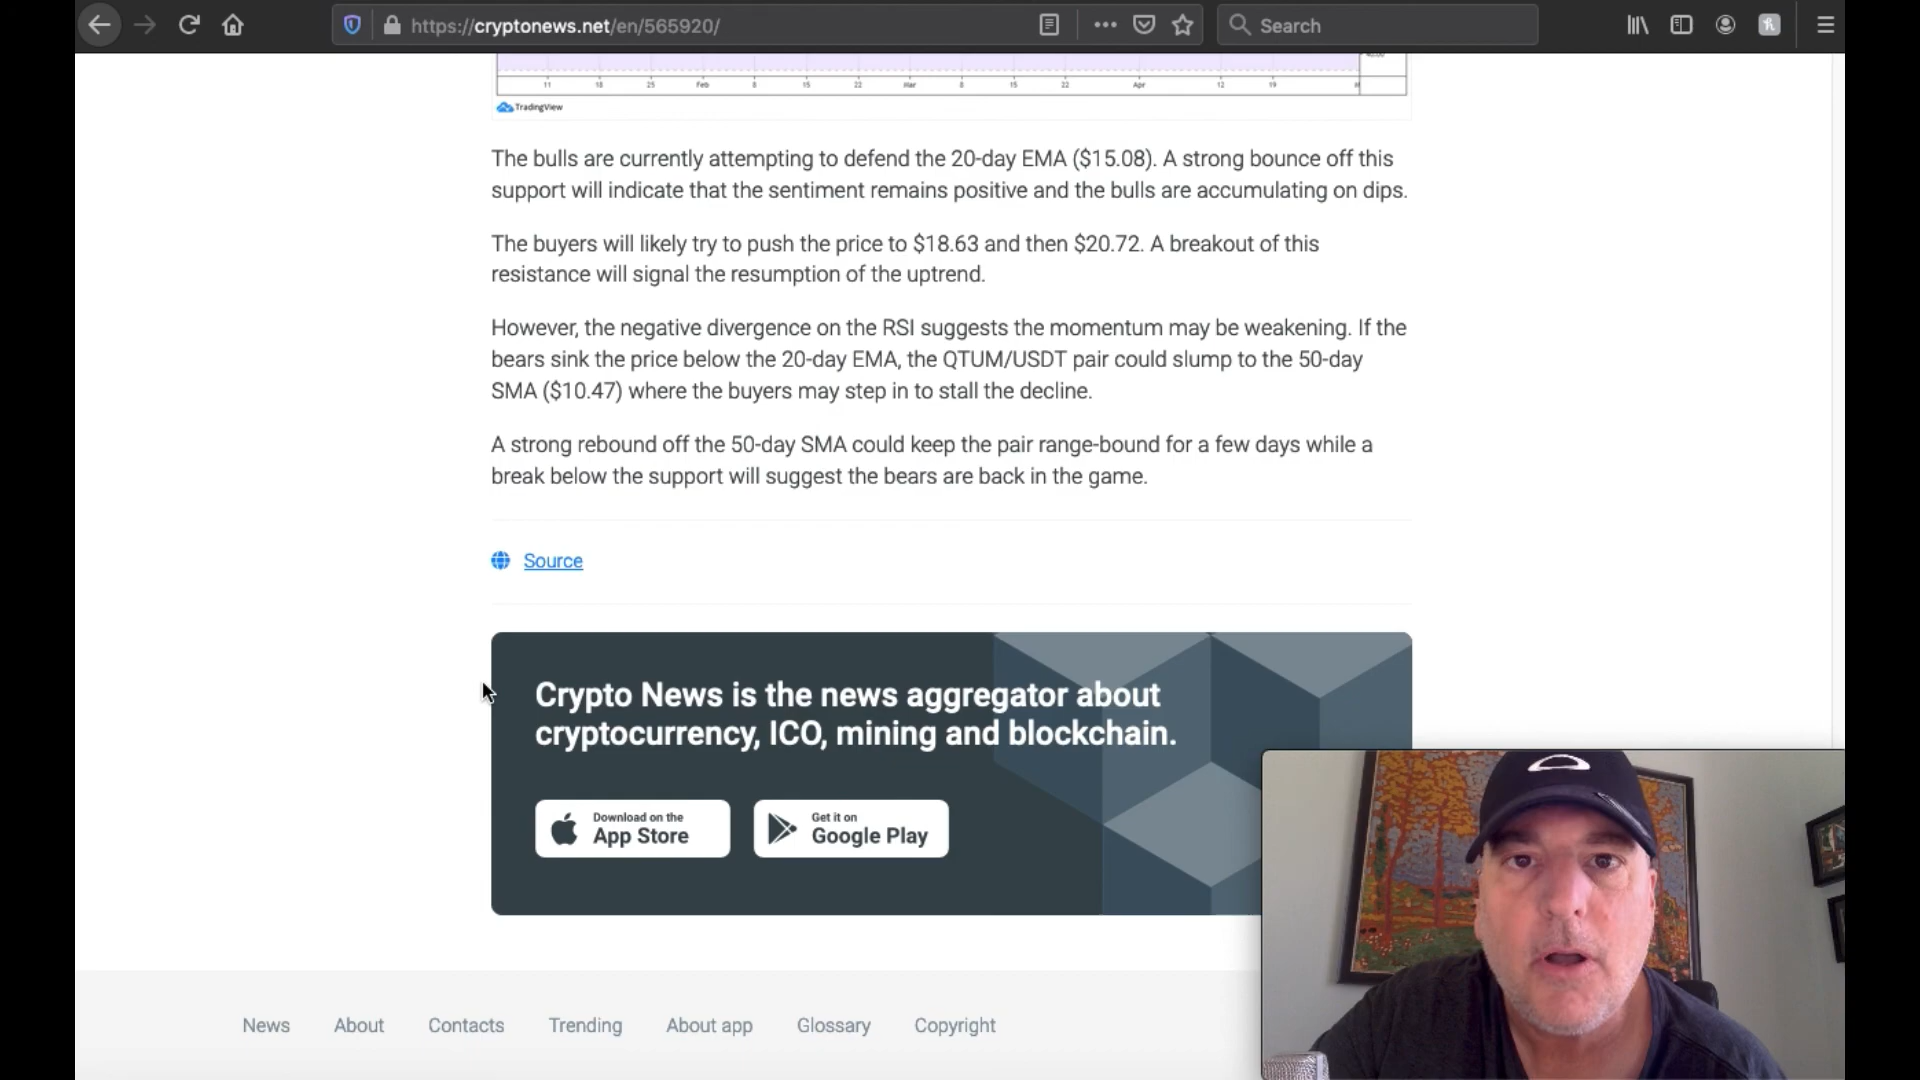 https://cryptonews.net/en/565920/
Search
40.00
11 18 25 Feb 8 15 22 Mar 8 15 22 Apr 12 19
TradingView
The bulls are currently attempting to defend the 20-day EMA ($15.08). A strong bounce off this
support will indicate that the sentiment remains positive and the bulls are accumulating on dips.
The buyers will likely try to push the price to $18.63 and then $20.72. A breakout of this
resistance will signal the resumption of the uptrend.
However, the negative divergence on the RSI suggests the momentum may be weakening. If the
bears sink the price below the 20-day EMA, the QTUM/USDT pair could slump to the 50-day
SMA ($10.47) where the buyers may step in to stall the decline.
A strong rebound off the 50-day SMA could keep the pair range-bound for a few days while a
break below the support will suggest the bears are back in the game.
Source
Crypto News is the news aggregator about
cryptocurrency, ICO, mining and blockchain.
Download on the
App Store
Get it on
Google Play
News About Contacts Trending About app Glossary Copyright